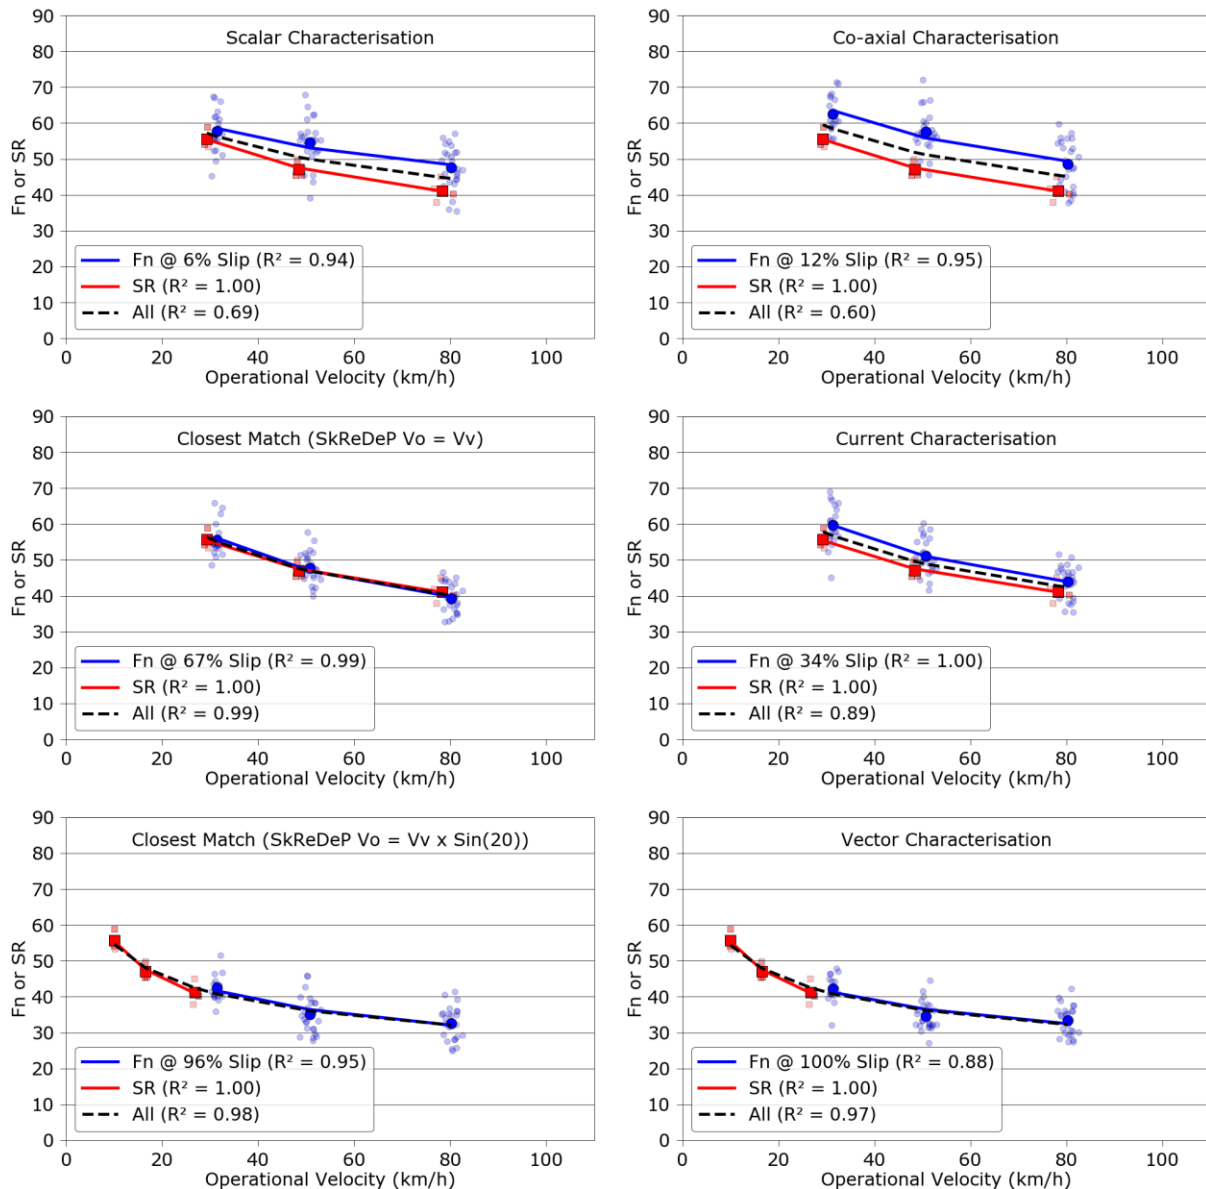 Scalar Characterisation
Fn or SR
90
80
70
60
50
40
30
20
10
0
Fn @ 6% Slip (R² = 0.94)
SR (R² = 1.00)
All (R² = 0.69)
0 20 40 60 80 100
Operational Velocity (km/h)
Co-axial Characterisation
Fn or SR
90
80
70
60
50
40
30
20
10
0
Fn @ 12% Slip (R² = 0.95)
SR (R² = 1.00)
All (R² = 0.60)
0 20 40 60 80 100
Operational Velocity (km/h)
Closest Match (SkReDeP Vo = Vv)
Fn or SR
90
80
70
60
50
40
30
20
10
0
Fn @ 67% Slip (R² = 0.99)
SR (R² = 1.00)
All (R² = 0.99)
0 20 40 60 80 100
Operational Velocity (km/h)
Current Characterisation
Fn or SR
90
80
70
60
50
40
30
20
10
0
Fn @ 34% Slip (R² = 1.00)
SR (R² = 1.00)
All (R² = 0.89)
0 20 40 60 80 100
Operational Velocity (km/h)
Closest Match (SkReDeP Vo = Vv x Sin(20))
Fn or SR
90
80
70
60
50
40
30
20
10
0
Fn @ 96% Slip (R² = 0.95)
SR (R² = 1.00)
All (R² = 0.98)
0 20 40 60 80 100
Operational Velocity (km/h)
Vector Characterisation
Fn or SR
90
80
70
60
50
40
30
20
10
0
Fn @ 100% Slip (R² = 0.88)
SR (R² = 1.00)
All (R² = 0.97)
0 20 40 60 80 100
Operational Velocity (km/h)